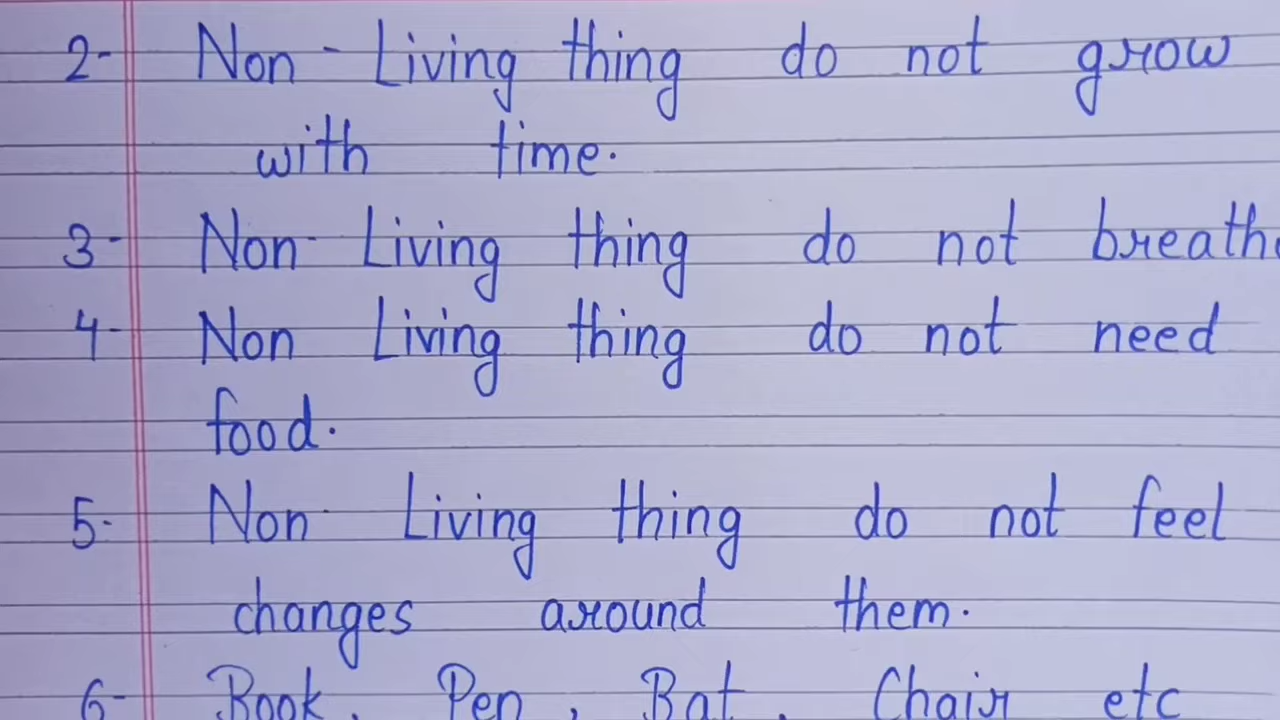 2- Non-Living thing do not grow
with time.
3- Non-Living thing do not breathe
4- Non Living thing do not need
food.
5- Non Living thing do not feel
changes around them.
6- Book, Pen, Bat, Chair etc